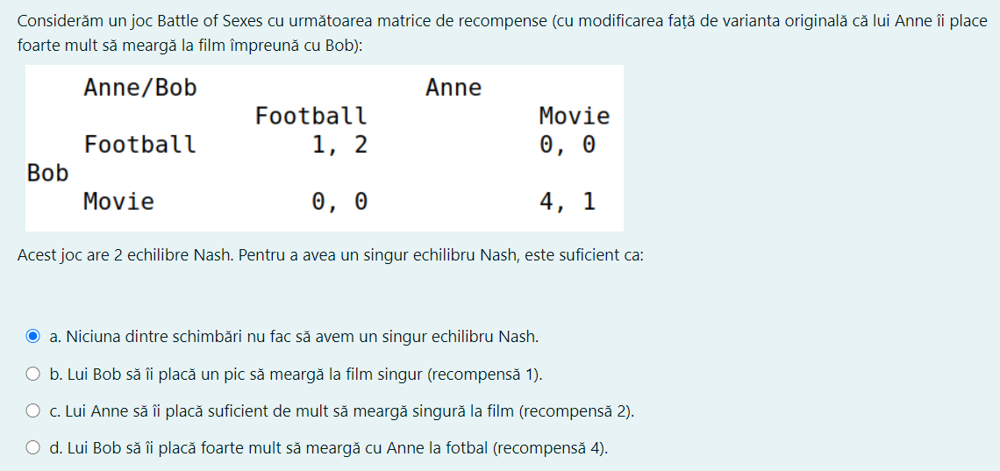 Considerăm un joc Battle of Sexes cu următoarea matrice de recompense (cu modificarea față de varianta originală că lui Anne îi place
foarte mult să meargă la film împreună cu Bob):
Anne/Bob Anne
Football Movie
Football 1, 2 0, 0
Bob
Movie 0, 0 4, 1
Acest joc are 2 echilibre Nash. Pentru a avea un singur echilibru Nash, este suficient ca:
a. Niciuna dintre schimbări nu fac să avem un singur echilibru Nash.
b. Lui Bob să îi placă un pic să meargă la film singur (recompensă 1).
c. Lui Anne să îi placă suficient de mult să meargă singură la film (recompensă 2).
d. Lui Bob să îi placă foarte mult să meargă cu Anne la fotbal (recompensă 4).